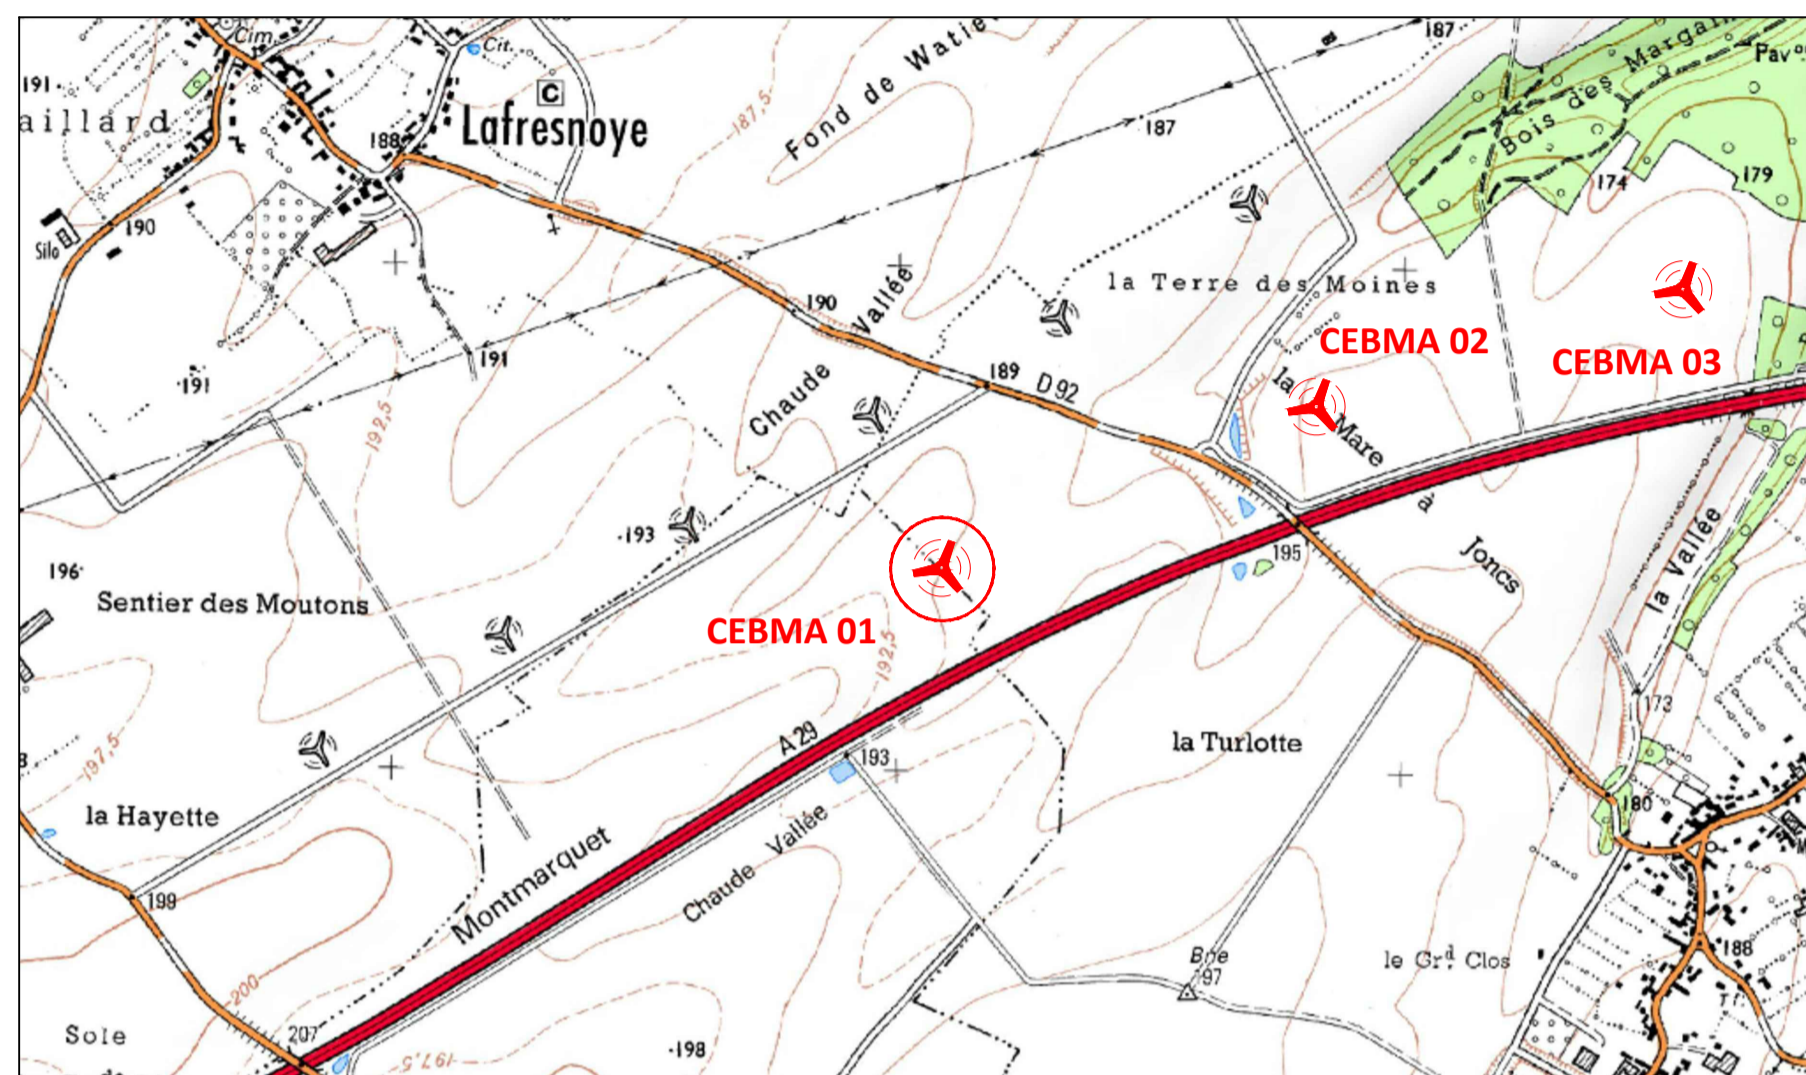 Cim.
Cit.
187
Pavᵒⁿ
191
C
Fond de
187,5
Bois des
aillard
188
Lafresnoye
187
174
179
190
Silo
la Terre des Moines
Vallée
190
CEBMA 02
CEBMA 03
191
191
189
D 92
Chaude
la
Mare
à
Joncs
192,5
193
195
la Vallée
196
Sentier des Moutons
CEBMA 01
192,5
173
197,5
A 29
193
la Turlotte
la Hayette
180
Montmarquet
Chaude Vallée
199
188
Bne
97
le Grᵈ Clos
200
Sole
207
197,5
198